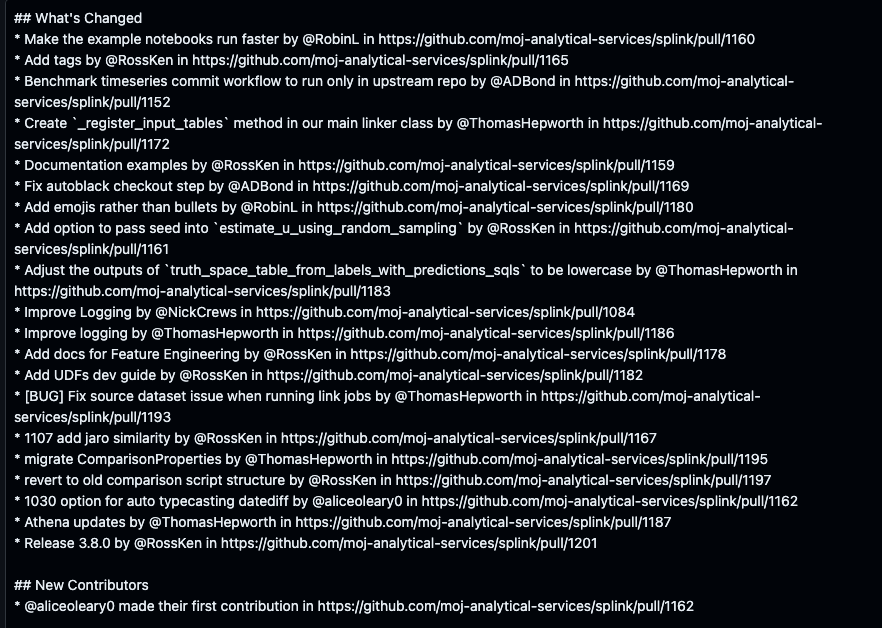 ## What's Changed
* Make the example notebooks run faster by @RobinL in https://github.com/moj-analytical-services/splink/pull/1160
* Add tags by @RossKen in https://github.com/moj-analytical-services/splink/pull/1165
* Benchmark timeseries commit workflow to run only in upstream repo by @ADBond in https://github.com/moj-analytical-
services/splink/pull/1152
* Create `_register_input_tables` method in our main linker class by @ThomasHepworth in https://github.com/moj-analytical-
services/splink/pull/1172
* Documentation examples by @RossKen in https://github.com/moj-analytical-services/splink/pull/1159
* Fix autoblack checkout step by @ADBond in https://github.com/moj-analytical-services/splink/pull/1169
* Add emojis rather than bullets by @RobinL in https://github.com/moj-analytical-services/splink/pull/1180
* Add option to pass seed into `estimate_u_using_random_sampling` by @RossKen in https://github.com/moj-analytical-
services/splink/pull/1161
* Adjust the outputs of `truth_space_table_from_labels_with_predictions_sqls` to be lowercase by @ThomasHepworth in
https://github.com/moj-analytical-services/splink/pull/1183
* Improve Logging by @NickCrews in https://github.com/moj-analytical-services/splink/pull/1084
* Improve logging by @ThomasHepworth in https://github.com/moj-analytical-services/splink/pull/1186
* Add docs for Feature Engineering by @RossKen in https://github.com/moj-analytical-services/splink/pull/1178
* Add UDFs dev guide by @RossKen in https://github.com/moj-analytical-services/splink/pull/1182
* [BUG] Fix source dataset issue when running link jobs by @ThomasHepworth in https://github.com/moj-analytical-
services/splink/pull/1193
* 1107 add jaro similarity by @RossKen in https://github.com/moj-analytical-services/splink/pull/1167
* migrate ComparisonProperties by @ThomasHepworth in https://github.com/moj-analytical-services/splink/pull/1195
* revert to old comparison script structure by @RossKen in https://github.com/moj-analytical-services/splink/pull/1197
* 1030 option for auto typecasting datediff by @aliceoleary0 in https://github.com/moj-analytical-services/splink/pull/1162
* Athena updates by @ThomasHepworth in https://github.com/moj-analytical-services/splink/pull/1187
* Release 3.8.0 by @RossKen in https://github.com/moj-analytical-services/splink/pull/1201
## New Contributors
* @aliceoleary0 made their first contribution in https://github.com/moj-analytical-services/splink/pull/1162